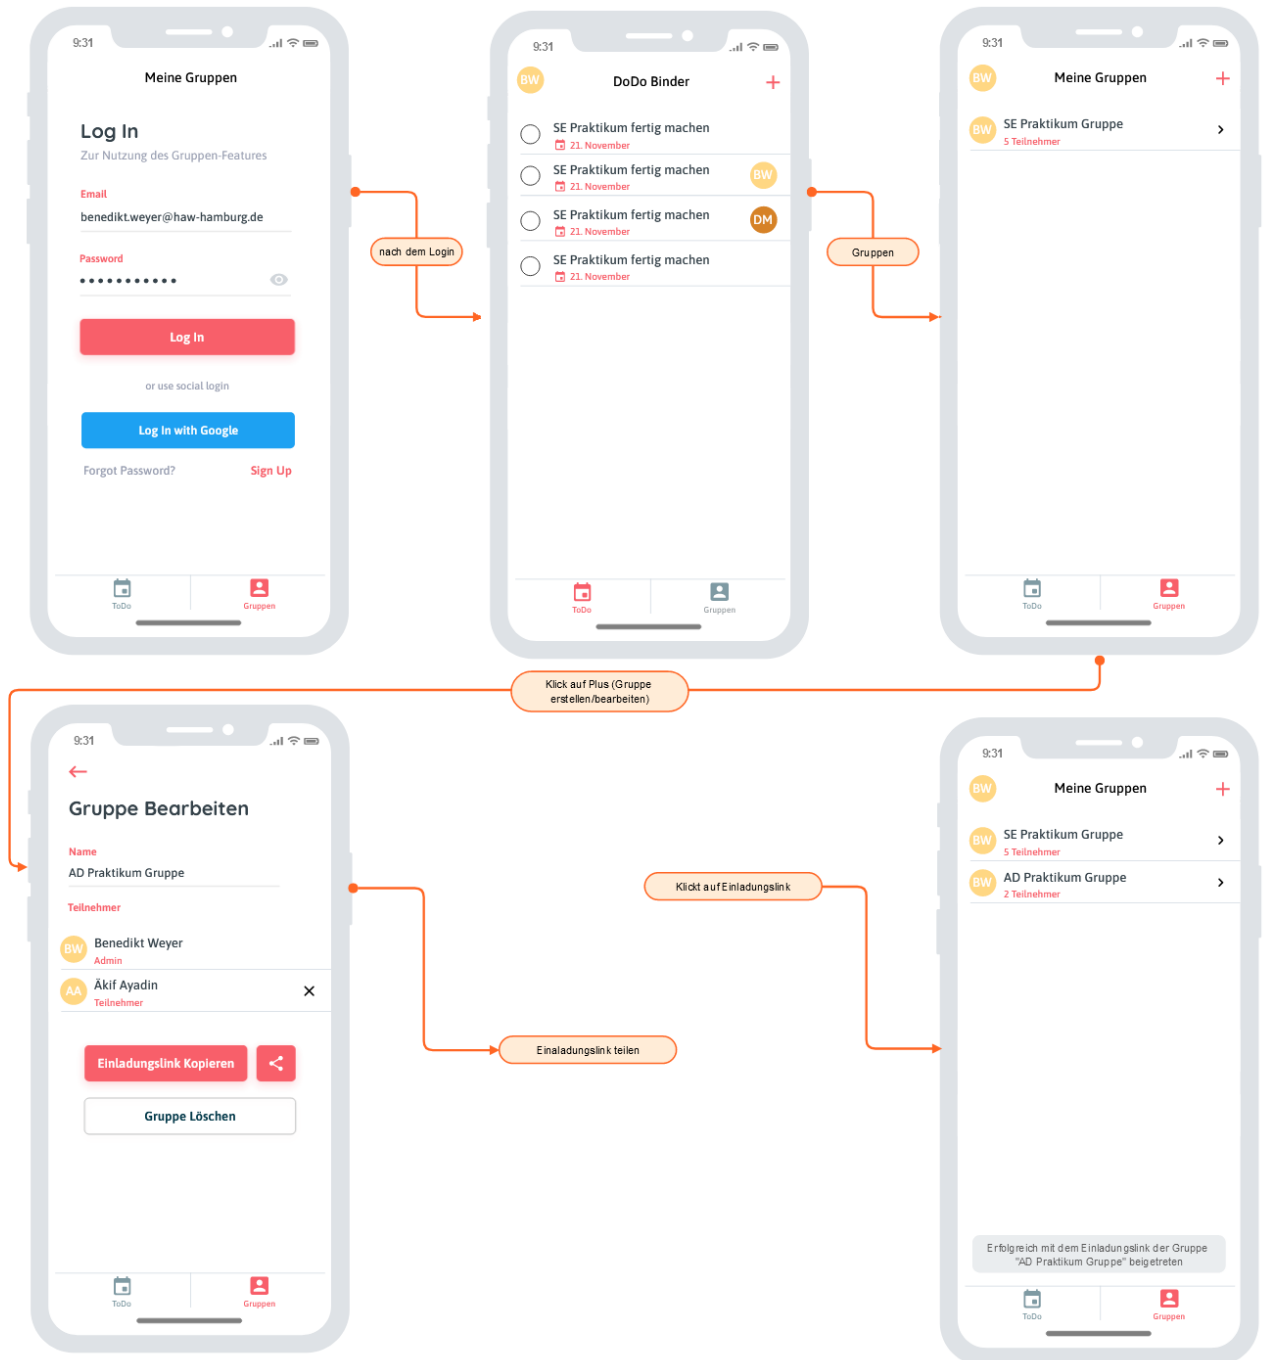 9:31
Meine Gruppen
Log In
Zur Nutzung des Gruppen-Features
Email
benedikt.weyer@haw-hamburg.de
Password
Log In
or use social login
Log In with Google
Forgot Password?
Sign Up
ToDo
Gruppen
nach dem Login
9:31
BW
DoDo Binder
SE Praktikum fertig machen
21. November
SE Praktikum fertig machen
21. November
BW
SE Praktikum fertig machen
21. November
DM
SE Praktikum fertig machen
21. November
ToDo
Gruppen
Gruppen
9:31
BW
Meine Gruppen
BW
SE Praktikum Gruppe
5 Teilnehmer
ToDo
Gruppen
Klick auf Plus (Gruppe
erstellen/bearbeiten)
9:31
Gruppe Bearbeiten
Name
AD Praktikum Gruppe
Teilnehmer
BW
Benedikt Weyer
Admin
AA
Äkif Ayadin
Teilnehmer
Einladungslink Kopieren
Gruppe Löschen
ToDo
Gruppen
Einaladungslink teilen
Klickt auf Einladungslink
9:31
BW
Meine Gruppen
BW
SE Praktikum Gruppe
5 Teilnehmer
BW
AD Praktikum Gruppe
2 Teilnehmer
Erfolgreich mit dem Einladungslink der Gruppe
"AD Praktikum Gruppe" beigetreten
ToDo
Gruppen